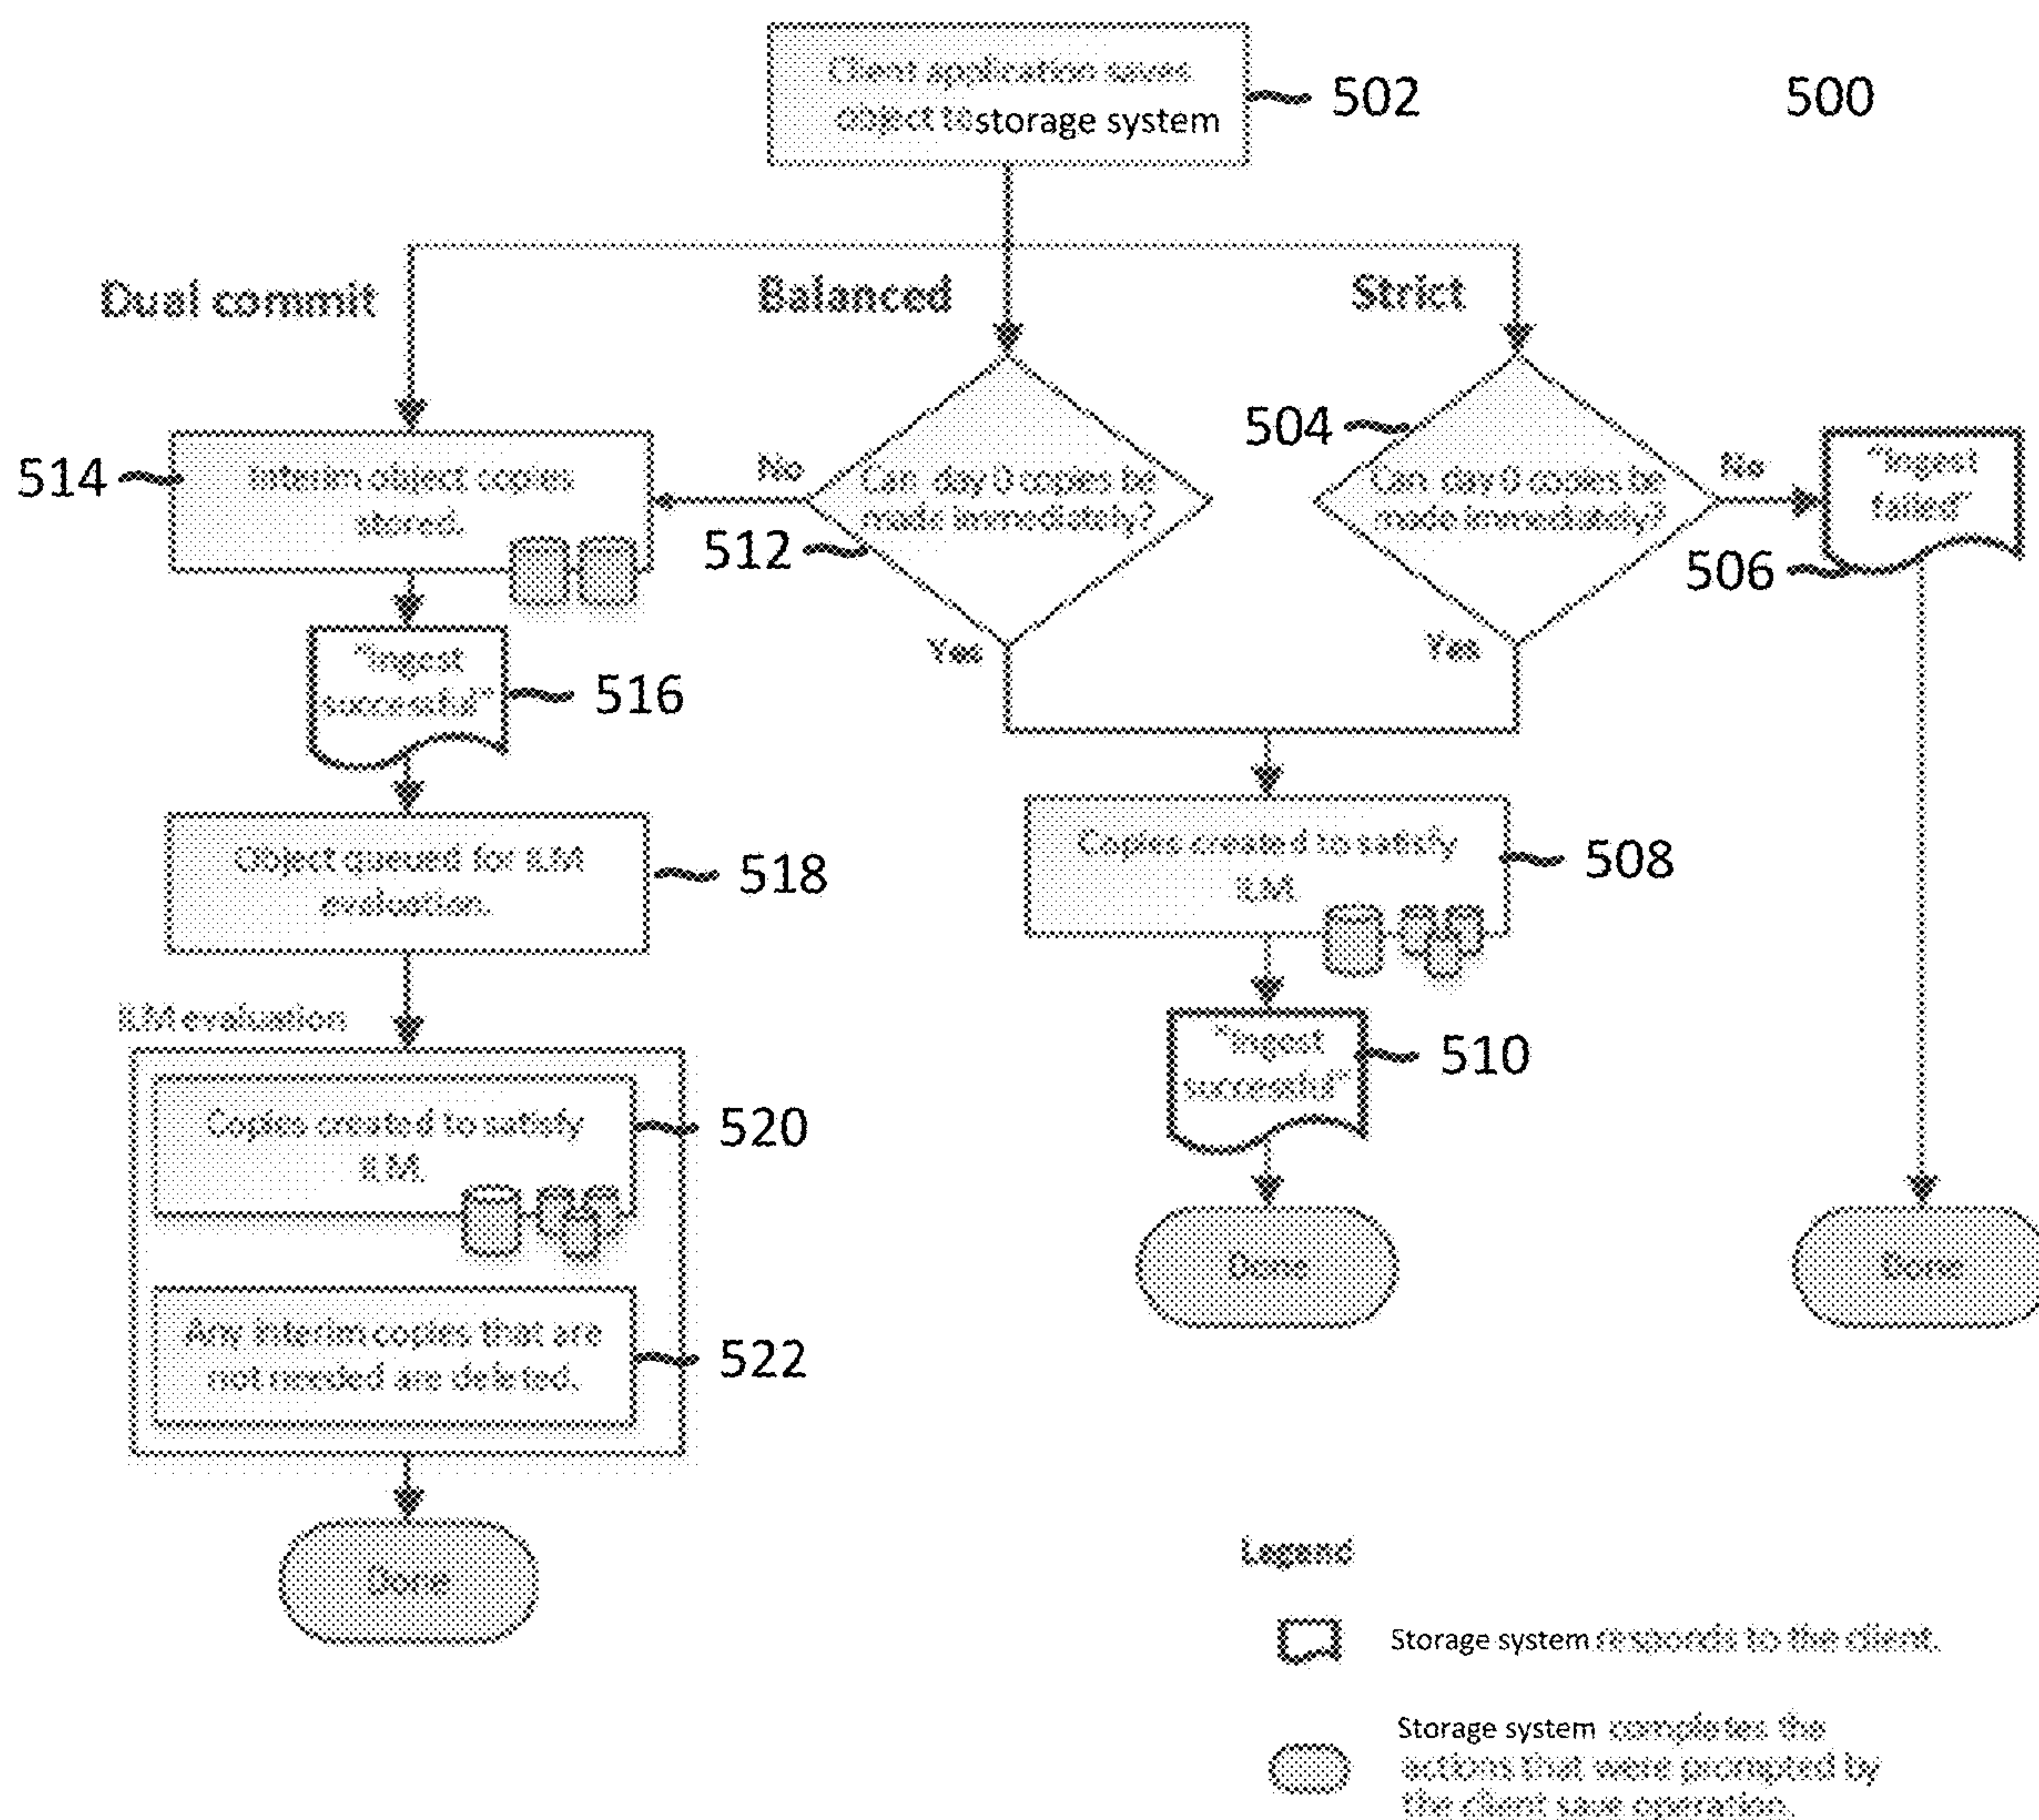 Client application saves
object to storage system
502
500
Dual commit
Balanced
Strict
514
Interim object copies
stored.
No
Can day 0 copies be
made immediately?
512
504
Can day 0 copies be
made immediately?
No
"Ingest
failed"
506
Yes
Yes
"Ingest
successful"
516
Object queued for ILM
evaluation.
518
Copies created to satisfy
ILM.
508
ILM evaluation
"Ingest
successful"
510
Copies created to satisfy
ILM.
520
Any interim copies that are
not needed are deleted.
522
Done
Done
Done
Legend
Storage system responds to the client.
Storage system completes the
actions that were prompted by
the client save operation.